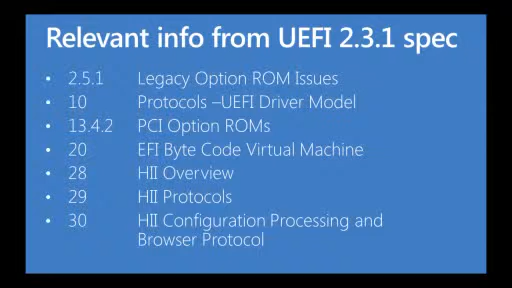 Relevant info from UEFI 2.3.1 spec
• 2.5.1 Legacy Option ROM Issues
• 10 Protocols –UEFI Driver Model
• 13.4.2 PCI Option ROMs
• 20 EFI Byte Code Virtual Machine
• 28 HII Overview
• 29 HII Protocols
• 30 HII Configuration Processing and
Browser Protocol